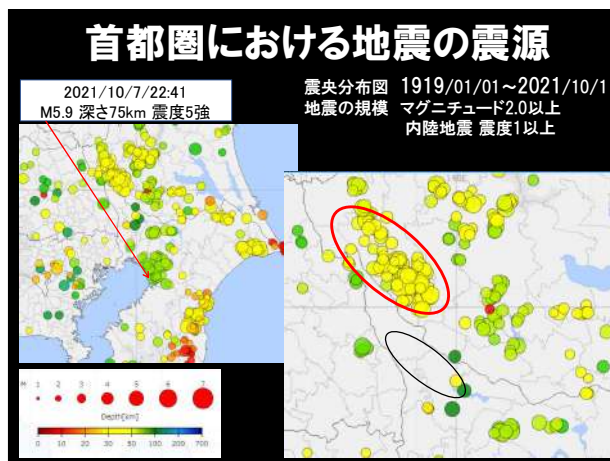 首都圏における地震の震源
2021/10/7/22:41
M5.9 深さ75km 震度5強
震央分布図 1919/01/01~2021/10/1
地震の規模 マグニチュード2.0以上
内陸地震 震度1以上
M 1 2 3 4 5 6 7
Depth[km]
0 10 20 30 50 100 200 700